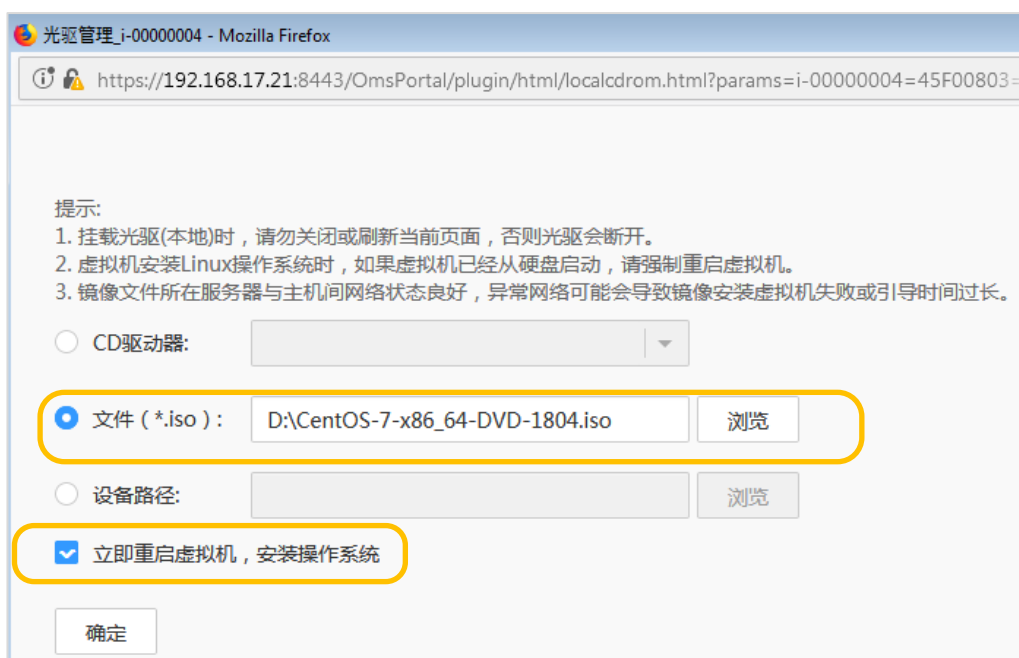 光驱管理_i-00000004 - Mozilla Firefox
https://192.168.17.21:8443/OmsPortal/plugin/html/localcdrom.html?params=i-00000004=45F00803=
提示:
1. 挂载光驱(本地)时，请勿关闭或刷新当前页面，否则光驱会断开。
2. 虚拟机安装Linux操作系统时，如果虚拟机已经从硬盘启动，请强制重启虚拟机。
3. 镜像文件所在服务器与主机间网络状态良好，异常网络可能会导致镜像安装虚拟机失败或引导时间过长。
CD驱动器:
文件 ( *.iso ) : D:\CentOS-7-x86_64-DVD-1804.iso 浏览
设备路径: 浏览
立即重启虚拟机，安装操作系统
确定